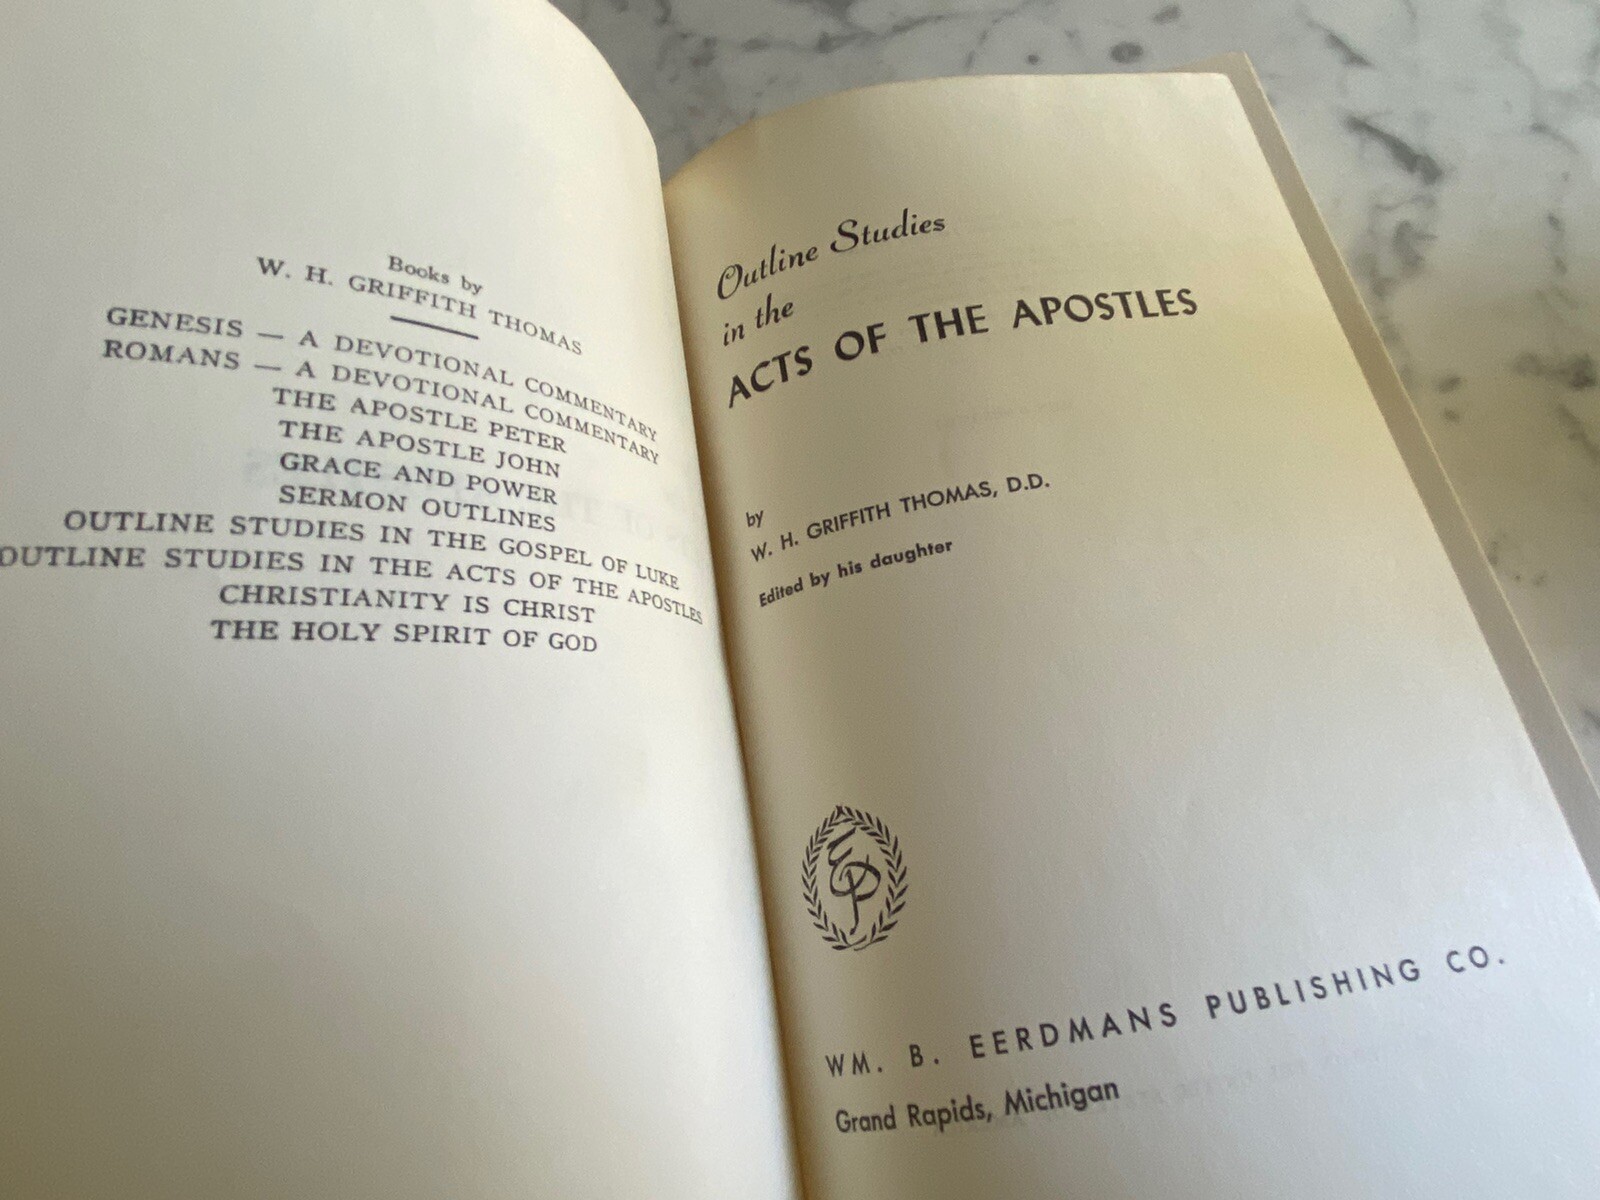 Books by
W. H. GRIFFITH THOMAS
GENESIS — A DEVOTIONAL COMMENTARY
ROMANS — A DEVOTIONAL COMMENTARY
THE APOSTLE PETER
THE APOSTLE JOHN
GRACE AND POWER
SERMON OUTLINES
OUTLINE STUDIES IN THE GOSPEL OF LUKE
OUTLINE STUDIES IN THE ACTS OF THE APOSTLES
CHRISTIANITY IS CHRIST
THE HOLY SPIRIT OF GOD
Outline Studies
in the
ACTS OF THE APOSTLES
by
W. H. GRIFFITH THOMAS, D.D.
Edited by his daughter
WM. B. EERDMANS PUBLISHING CO.
Grand Rapids, Michigan